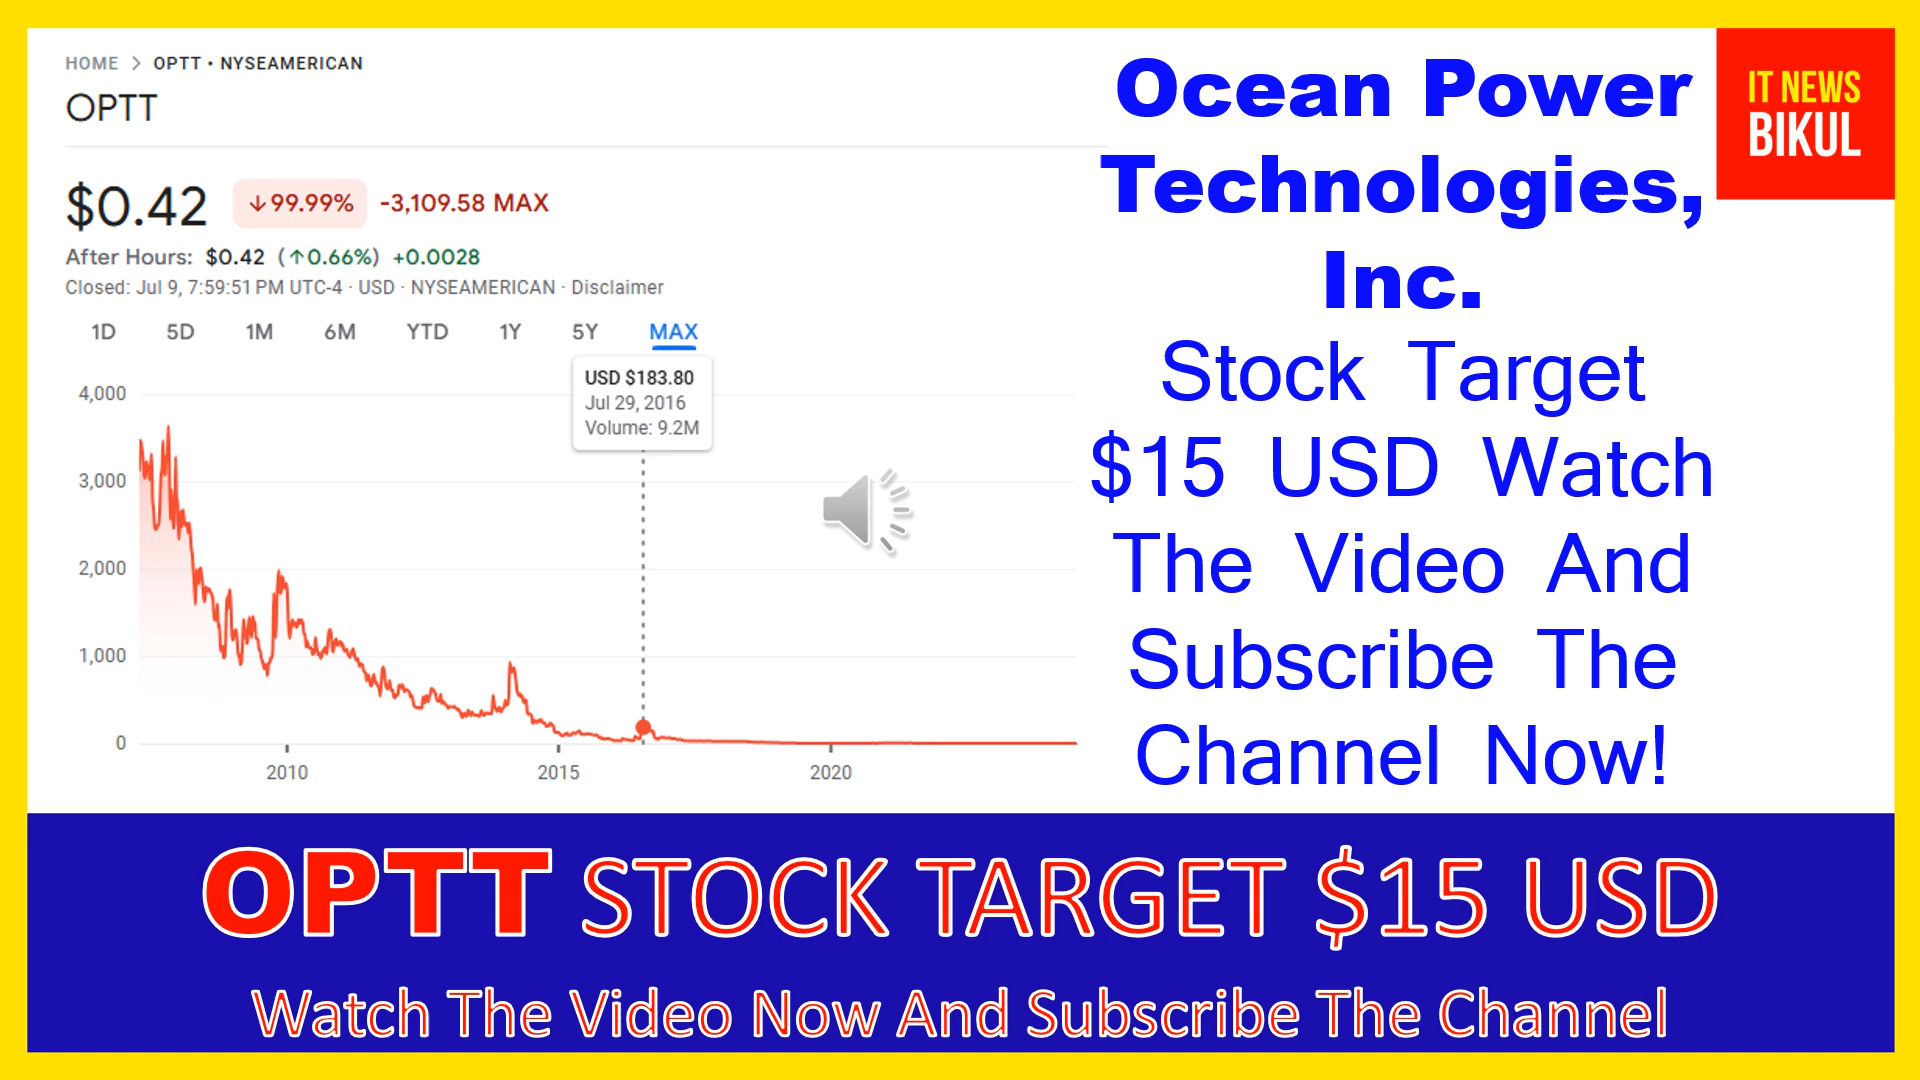 HOME > OPTT • NYSEAMERICAN
OPTT
$0.42 ↓99.99% -3,109.58 MAX
After Hours: $0.42 (↑0.66%) +0.0028
Closed: Jul 9, 7:59:51 PM UTC-4 · USD · NYSEAMERICAN · Disclaimer
1D 5D 1M 6M YTD 1Y 5Y MAX
USD $183.80
Jul 29, 2016
Volume: 9.2M
4,000
3,000
2,000
1,000
0
2010 2015 2020
Ocean Power
Technologies,
Inc.
Stock Target
$15 USD Watch
The Video And
Subscribe The
Channel Now!
IT NEWS
BIKUL
OPTT STOCK TARGET $15 USD
Watch The Video Now And Subscribe The Channel